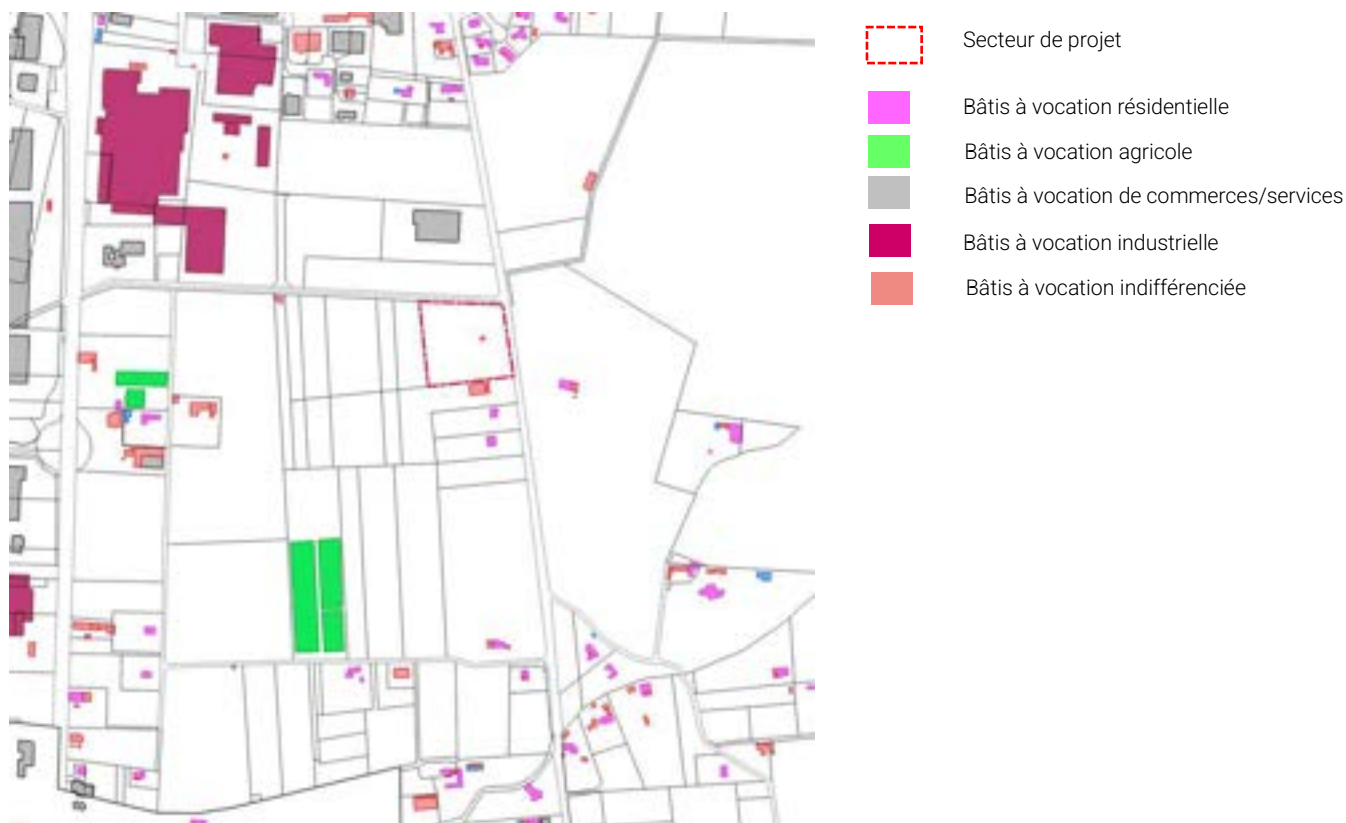 Secteur de projet
Bâtis à vocation résidentielle
Bâtis à vocation agricole
Bâtis à vocation de commerces/services
Bâtis à vocation industrielle
Bâtis à vocation indifférenciée